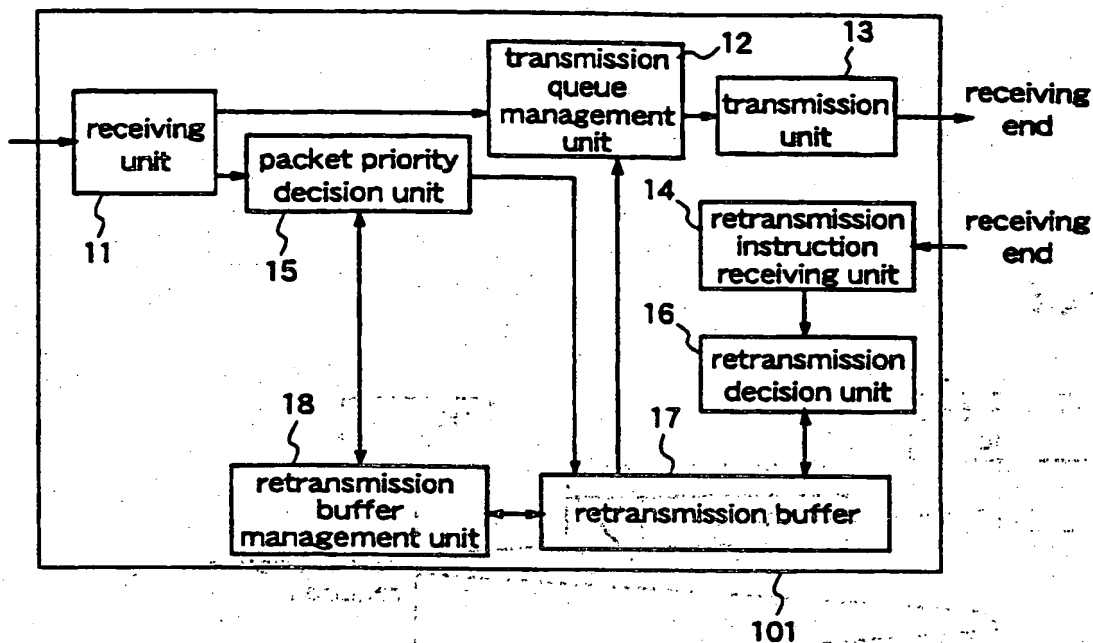 12
13
transmission
queue
management
unit
transmission
unit
receiving
end
receiving
unit
11
packet priority
decision unit
15
14
retransmission
instruction
receiving unit
receiving
end
16
retransmission
decision unit
18
17
retransmission
buffer
management unit
retransmission buffer
101